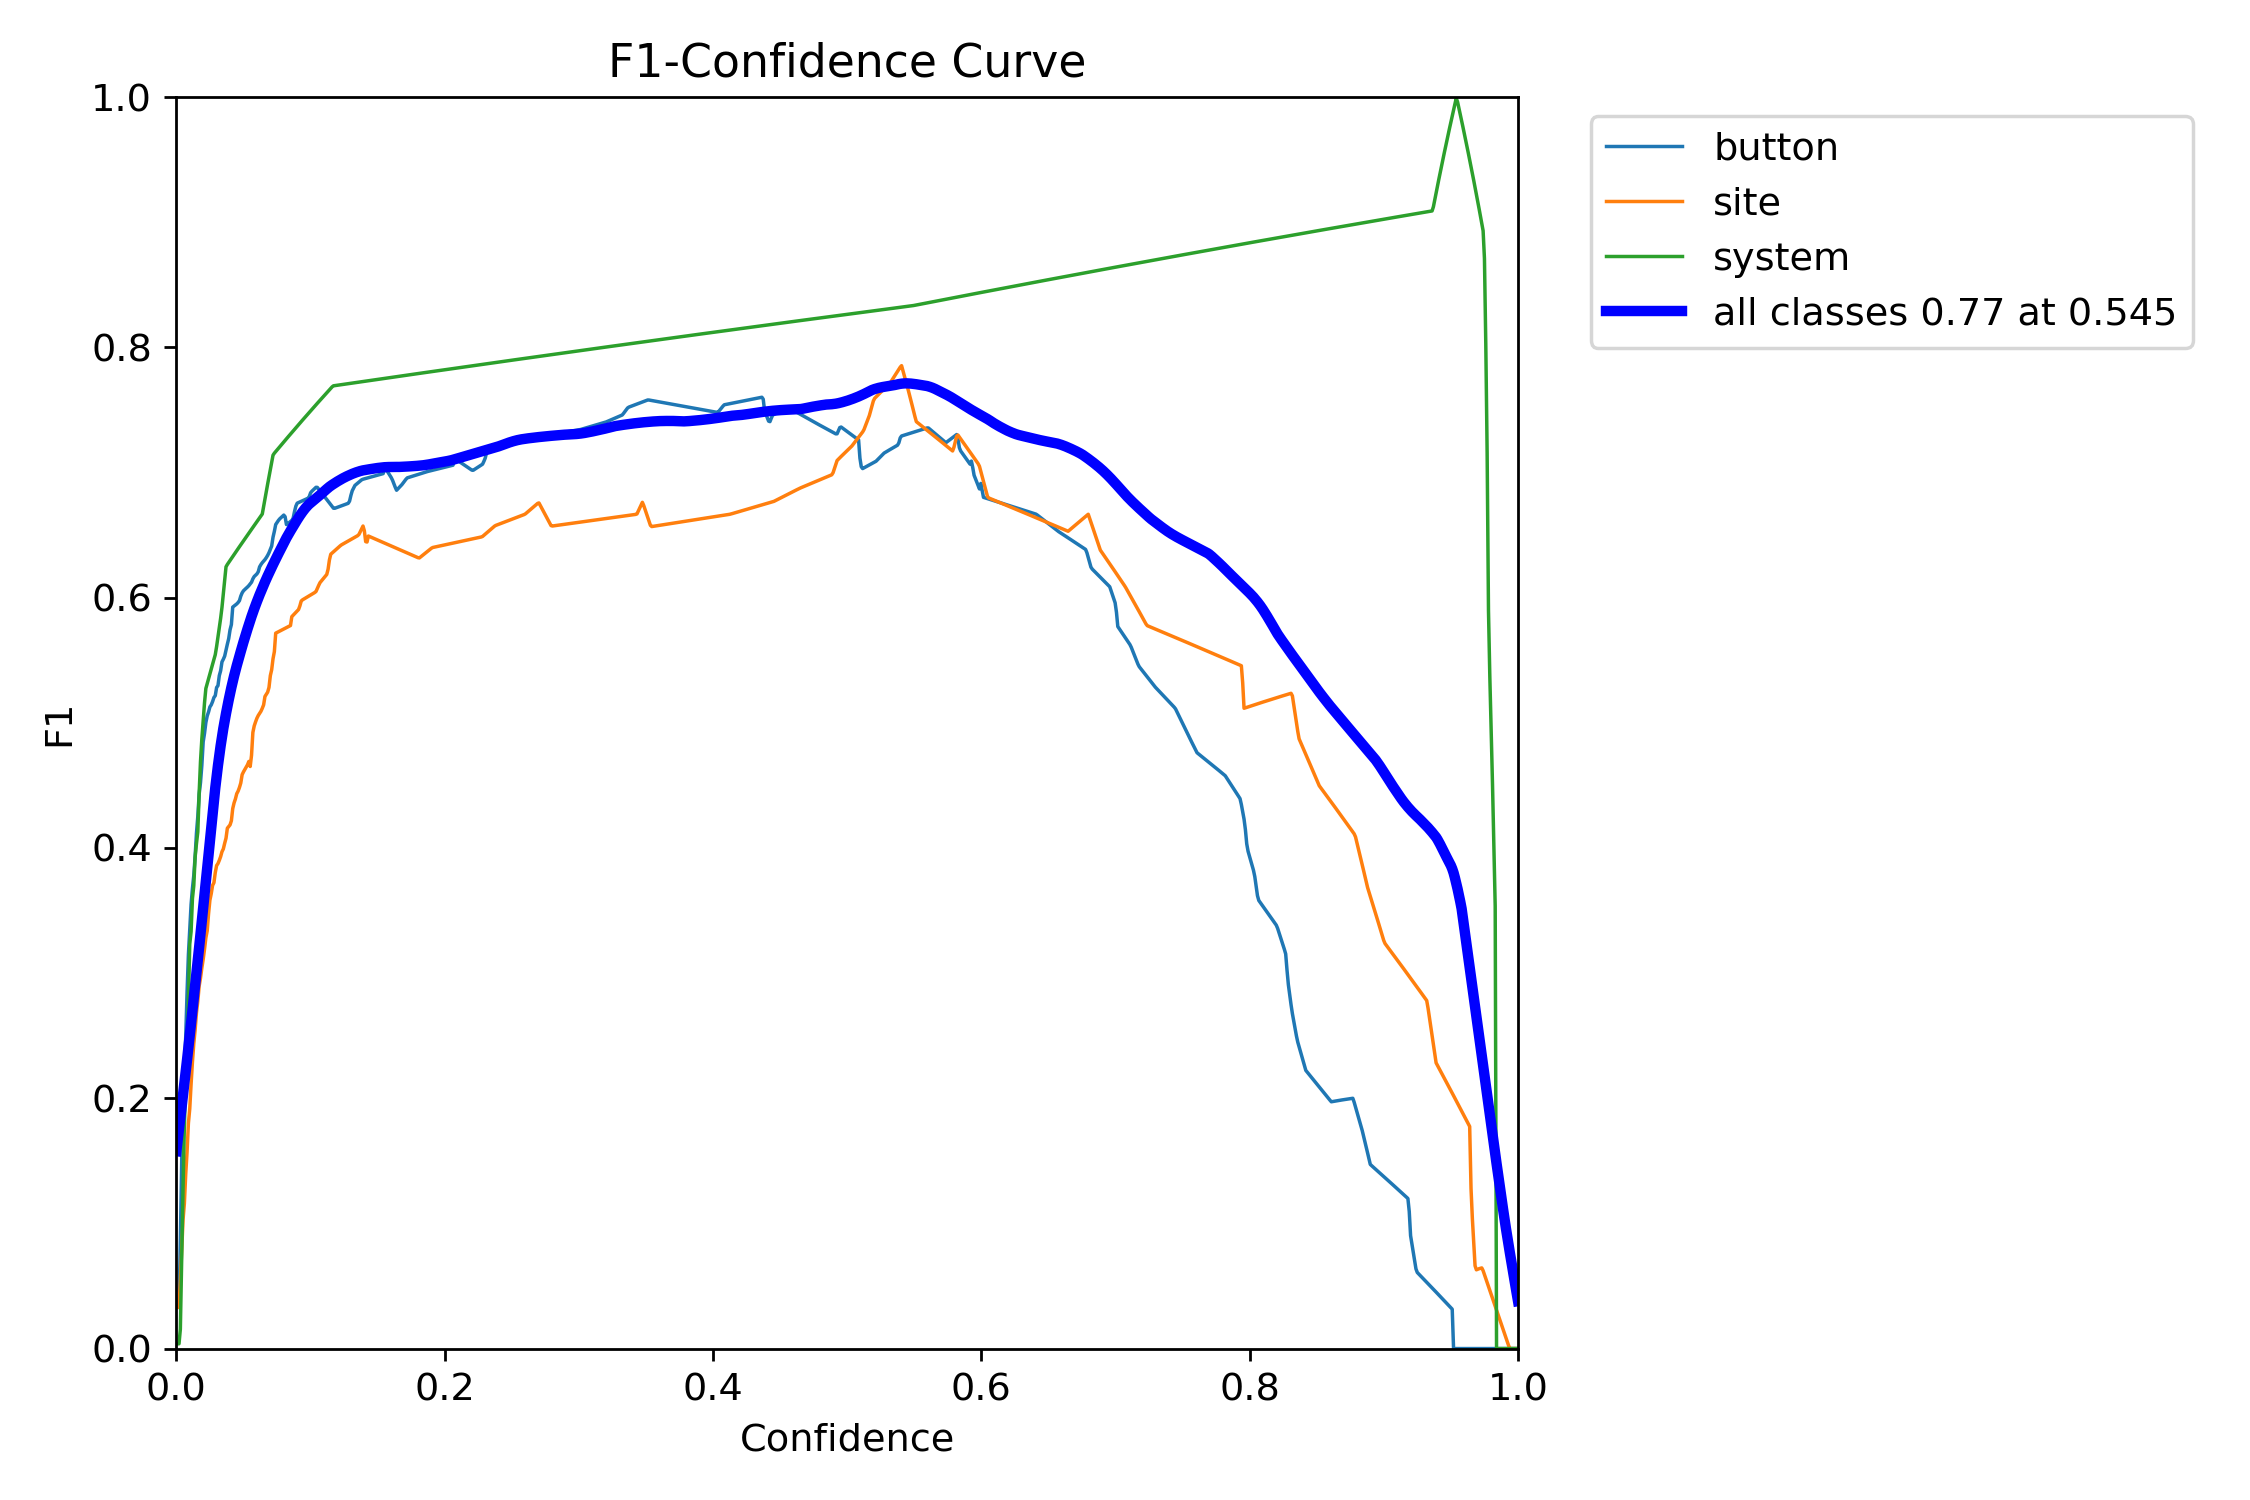 F1-Confidence Curve
1.0
0.8
0.6
0.4
0.2
0.0
F1
0.0 0.2 0.4 0.6 0.8 1.0
Confidence
button
site
system
all classes 0.77 at 0.545